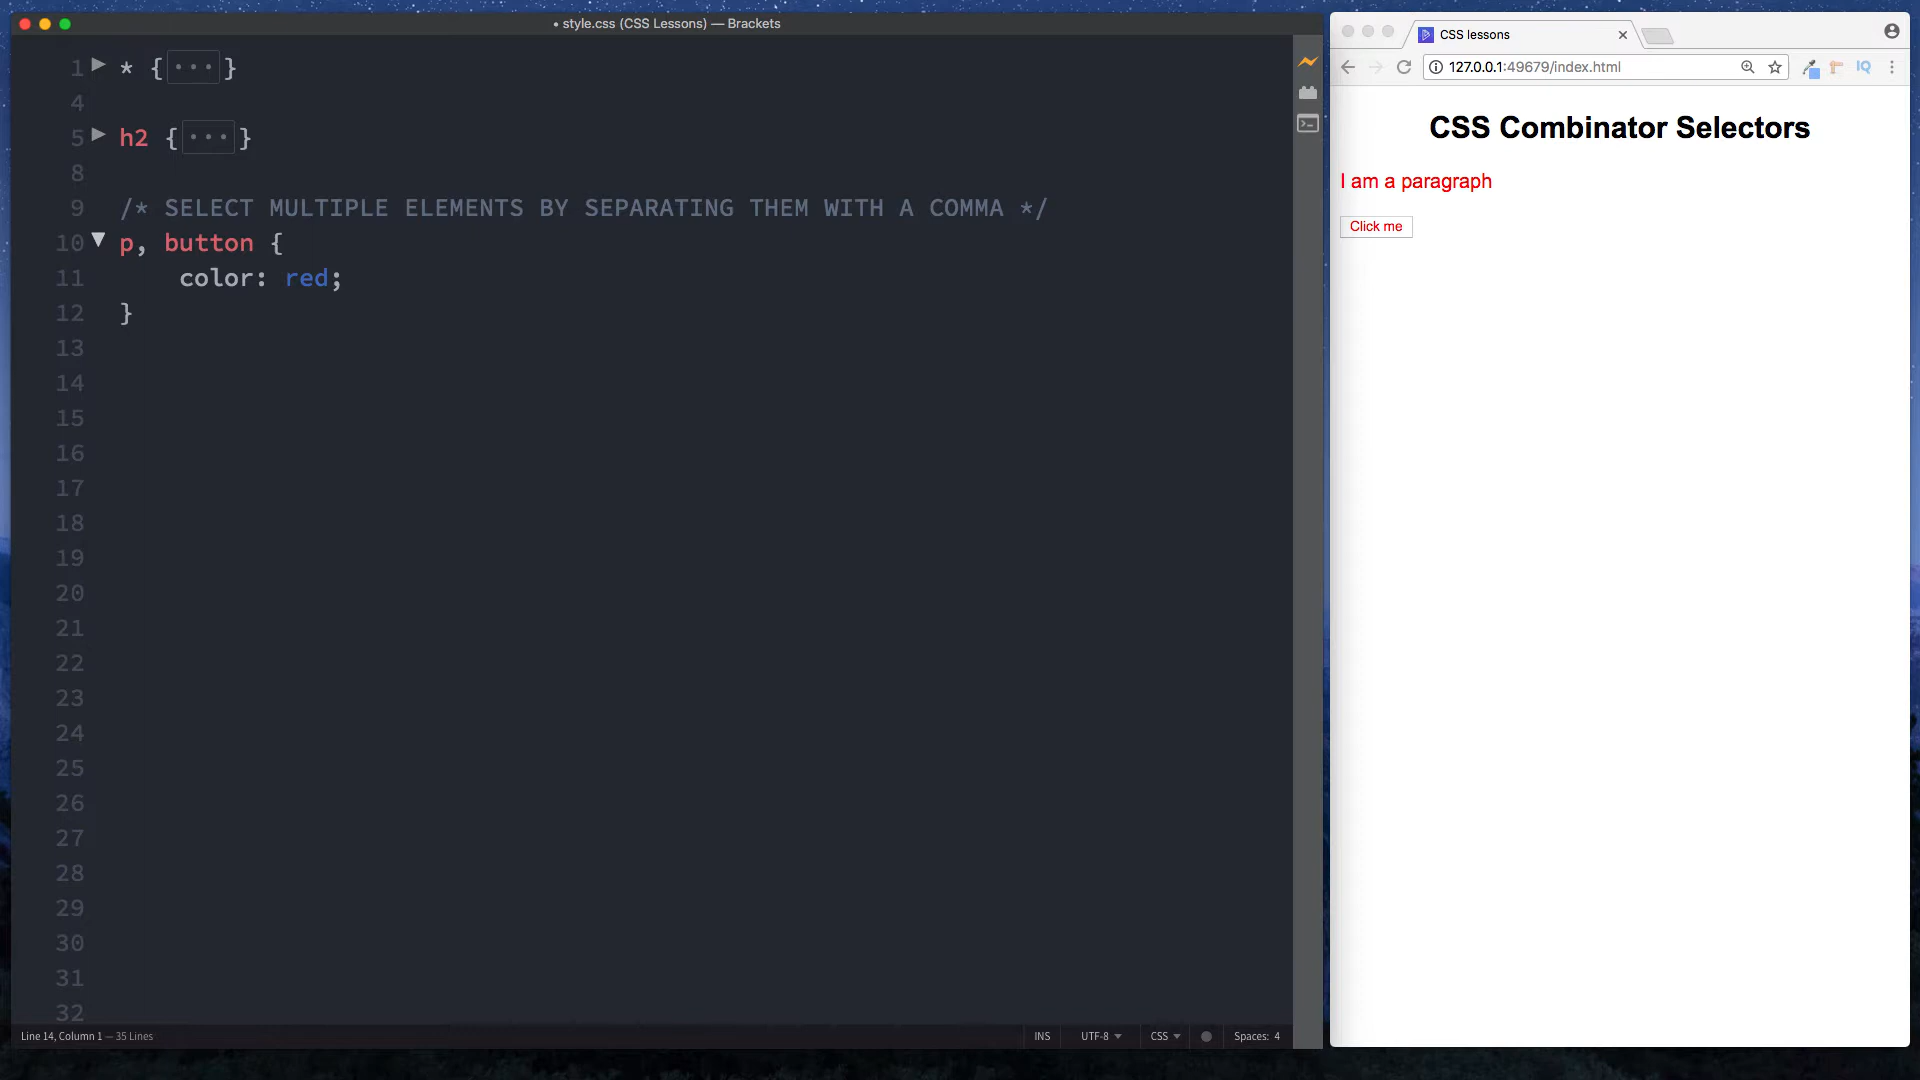 • style.css (CSS Lessons) — Brackets
1 * {•••}
4
5 h2 {•••}
8
9 /* SELECT MULTIPLE ELEMENTS BY SEPARATING THEM WITH A COMMA */
10 p, button {
11 color: red;
12 }
13
14
15
16
17
18
19
20
21
22
23
24
25
26
27
28
29
30
31
32
Line 14, Column 1 — 35 Lines
INS UTF-8 CSS Spaces: 4
CSS lessons
127.0.0.1:49679/index.html
IQ
CSS Combinator Selectors
I am a paragraph
Click me